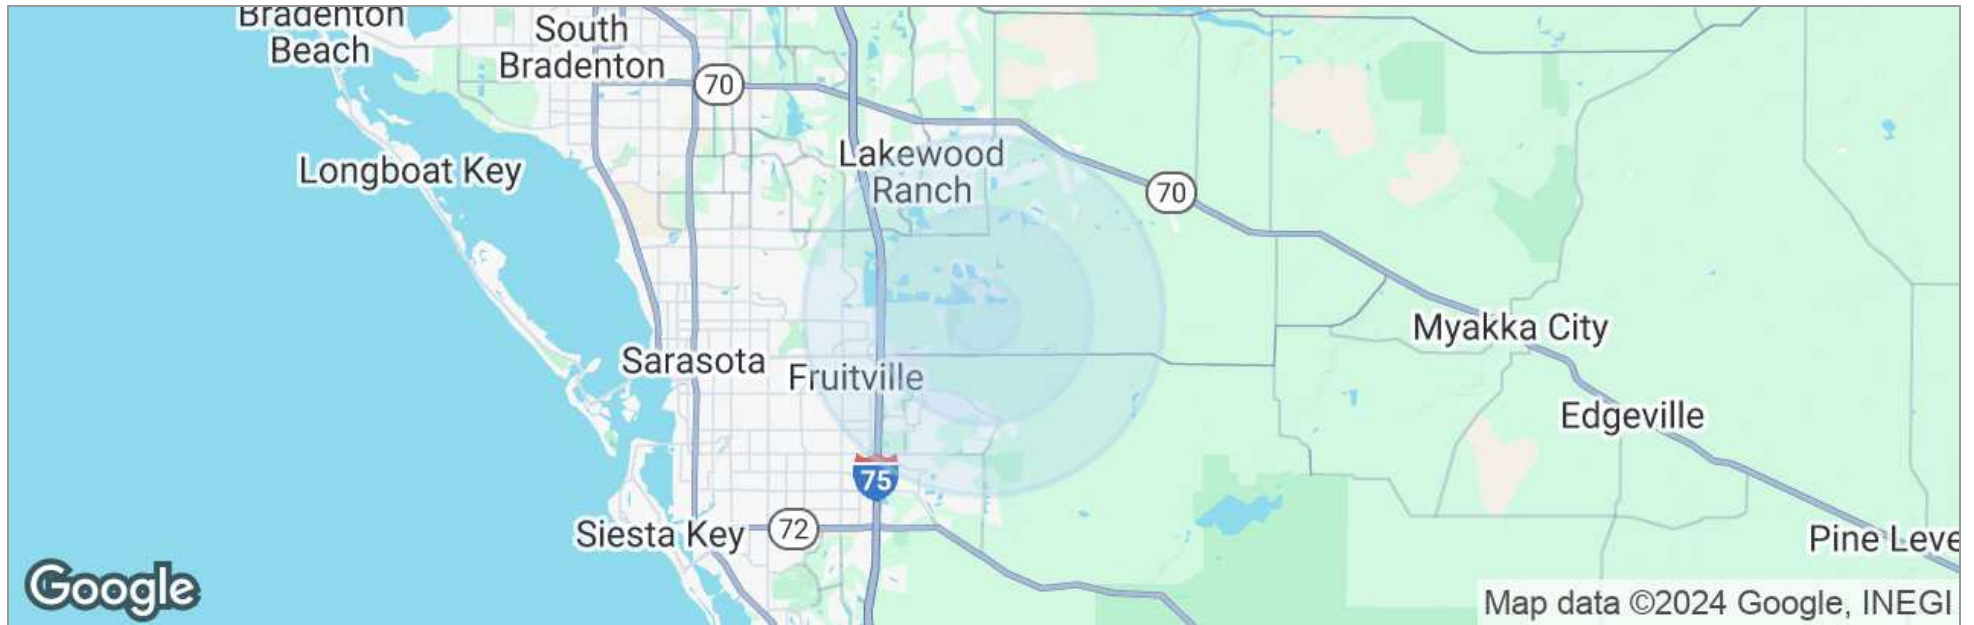 Bradenton
Beach
South
Bradenton
70
Longboat Key
Lakewood
Ranch
70
Myakka City
Sarasota
Fruitville
Edgeville
75
Siesta Key
72
Pine Leve
Google
Map data ©2024 Google, INEGI